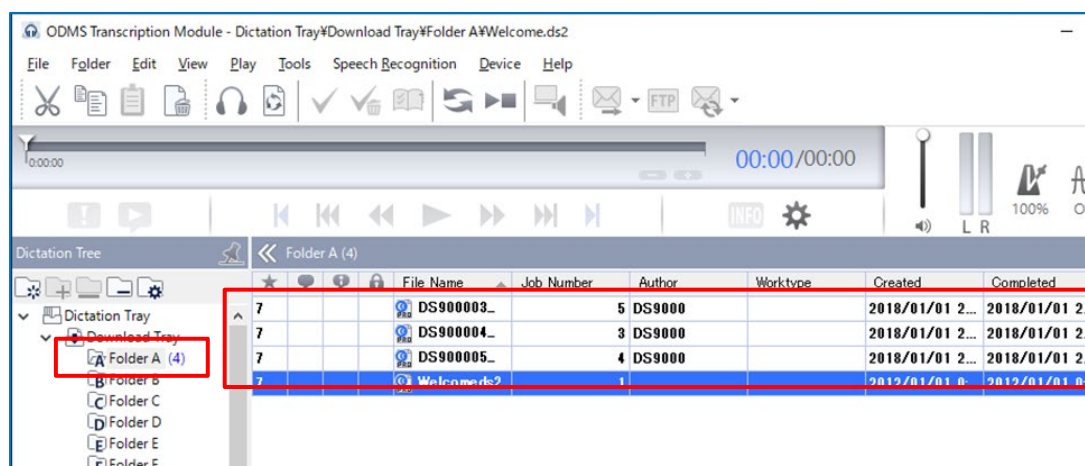 ODMS Transcription Module - Dictation Tray¥Download Tray¥Folder A¥Welcome.ds2
File Folder Edit View Play Tools Speech Recognition Device Help
FTP
0:00:00
00:00/00:00
INFO
100%
L R
Dictation Tree
Folder A (4)
File Name Job Number Author Worktype Created Completed
7 DS900003_ 5 DS9000 2018/01/01 2... 2018/01/01 2
7 DS900004_ 3 DS9000 2018/01/01 2... 2018/01/01 2
7 DS900005_ 4 DS9000 2018/01/01 2... 2018/01/01 2
7 Welcome.ds2 1 2012/01/01 0: 2012/01/01 0:
Dictation Tray
Download Tray
A Folder A (4)
B Folder B
C Folder C
D Folder D
E Folder E
F Folder F